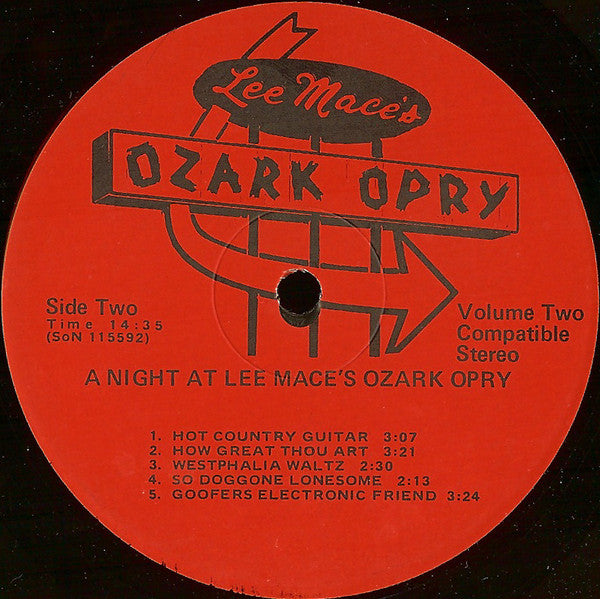 Lee Mace's
OZARK OPRY
Side Two
Time 14:35
(SoN 115592)
Volume Two
Compatible
Stereo
A NIGHT AT LEE MACE'S OZARK OPRY
1. HOT COUNTRY GUITAR 3:07
2. HOW GREAT THOU ART 3:21
3. WESTPHALIA WALTZ 2:30
4. SO DOGGONE LONESOME 2:13
5. GOOFERS ELECTRONIC FRIEND 3:24